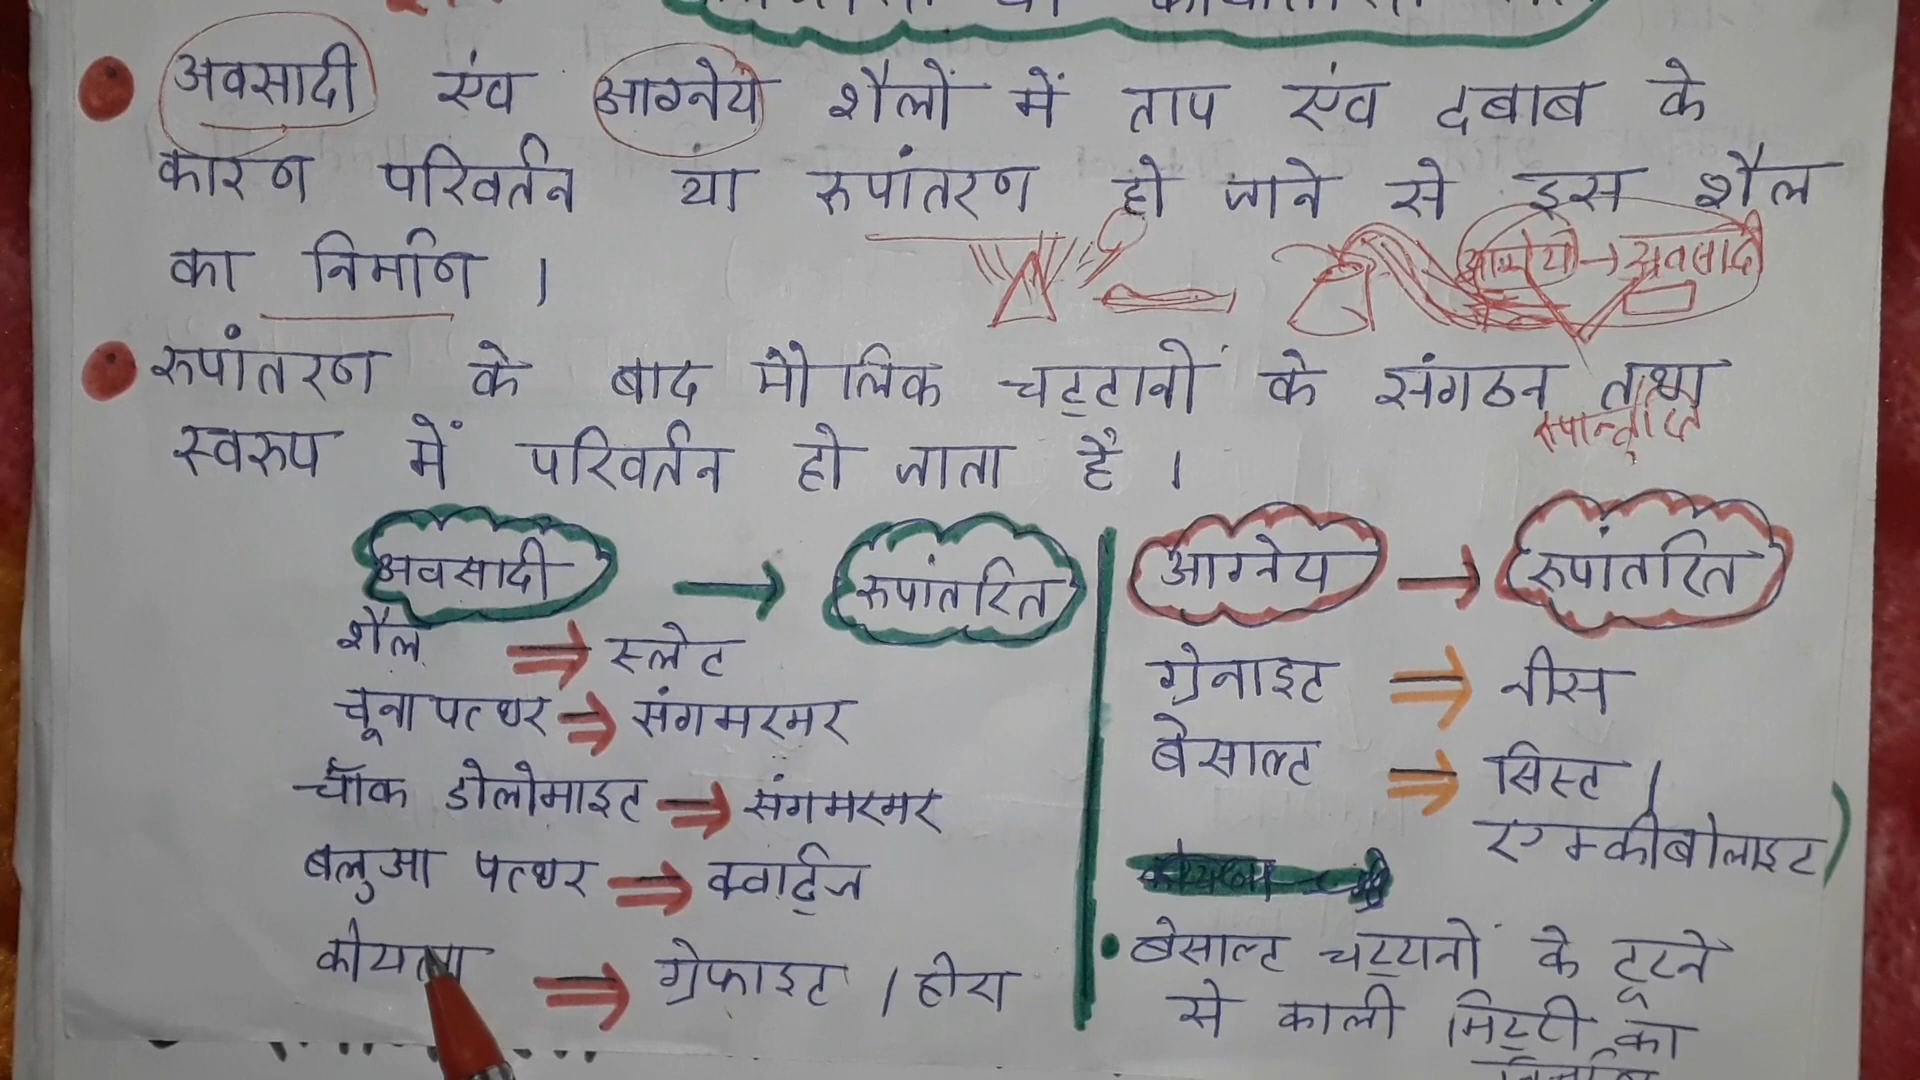 अवसादी एंव आग्नेय शैलों में ताप एंव दबाब के
कारण परिवर्तन या रुपांतरण हो जाने से इस शैल
का निर्माण ।
आग्नेय → अवसादी
रुपांतरण के बाद मौलिक चट्टानों के संगठन तथा
स्वरुप में परिवर्तन हो जाता है ।
अवसादी → रुपांतरित
शैल ⇒ स्लेट
चूना पत्थर ⇒ संगमरमर
चॉक डोलोमाइट ⇒ संगमरमर
बलुआ पत्थर ⇒ क्वार्ट्ज
कोयला ⇒ ग्रेफाइट / हीरा
आग्नेय → रुपांतरित
ग्रेनाइट ⇒ नीस
बेसाल्ट ⇒ सिस्ट /
एम्फीबोलाइट)
• बेसाल्ट चट्टानों के टूटने
से काली मिट्टी का